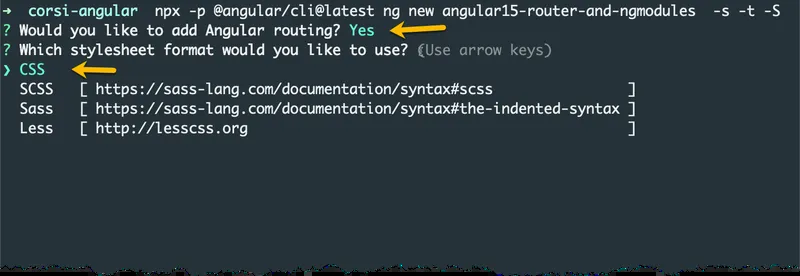 ➜ corsi-angular npx -p @angular/cli@latest ng new angular15-router-and-ngmodules -s -t -S
? Would you like to add Angular routing? Yes
? Which stylesheet format would you like to use? (Use arrow keys)
❯ CSS
SCSS [ https://sass-lang.com/documentation/syntax#scss ]
Sass [ https://sass-lang.com/documentation/syntax#the-indented-syntax ]
Less [ http://lesscss.org ]